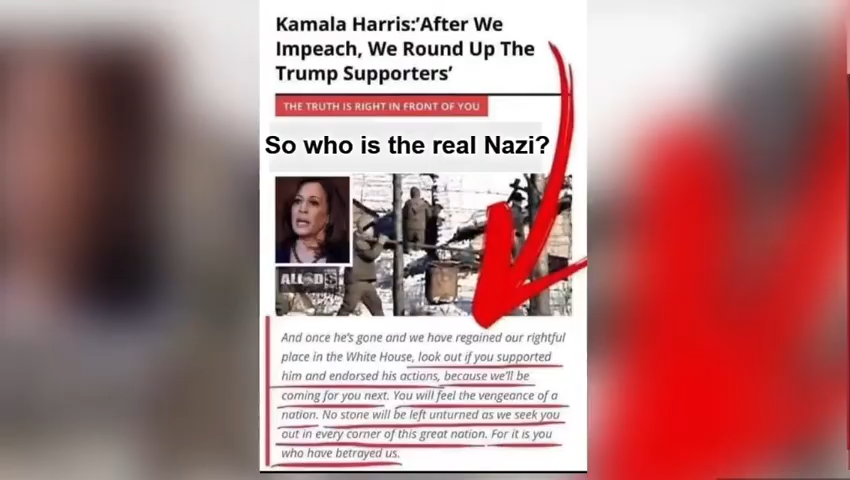 Kamala Harris:'After We
Impeach, We Round Up The
Trump Supporters'
THE TRUTH IS RIGHT IN FRONT OF YOU
So who is the real Nazi?
And once he's gone and we have regained our rightful
place in the White House, look out if you supported
him and endorsed his actions, because we'll be
coming for you next. You will feel the vengeance of a
nation. No stone will be left unturned as we seek you
out in every corner of this great nation. For it is you
who have betrayed us.